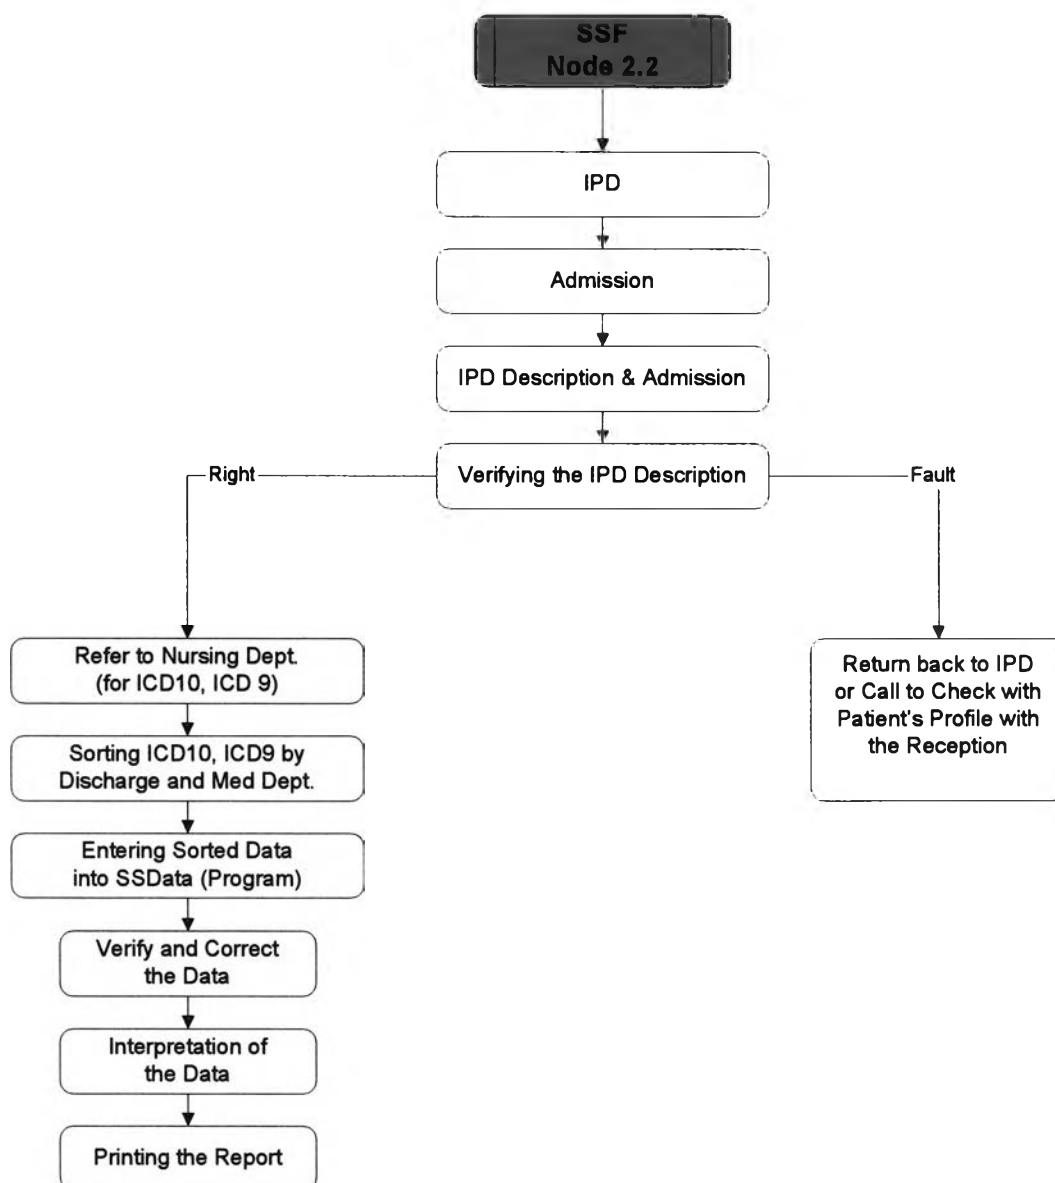 SSF
Node 2.2
IPD
Admission
IPD Description & Admission
Verifying the IPD Description
Right
Fault
Refer to Nursing Dept.
(for ICD10, ICD 9)
Sorting ICD10, ICD9 by
Discharge and Med Dept.
Entering Sorted Data
into SSData (Program)
Verify and Correct
the Data
Interpretation of
the Data
Printing the Report
Return back to IPD
or Call to Check with
Patient's Profile with
the Reception